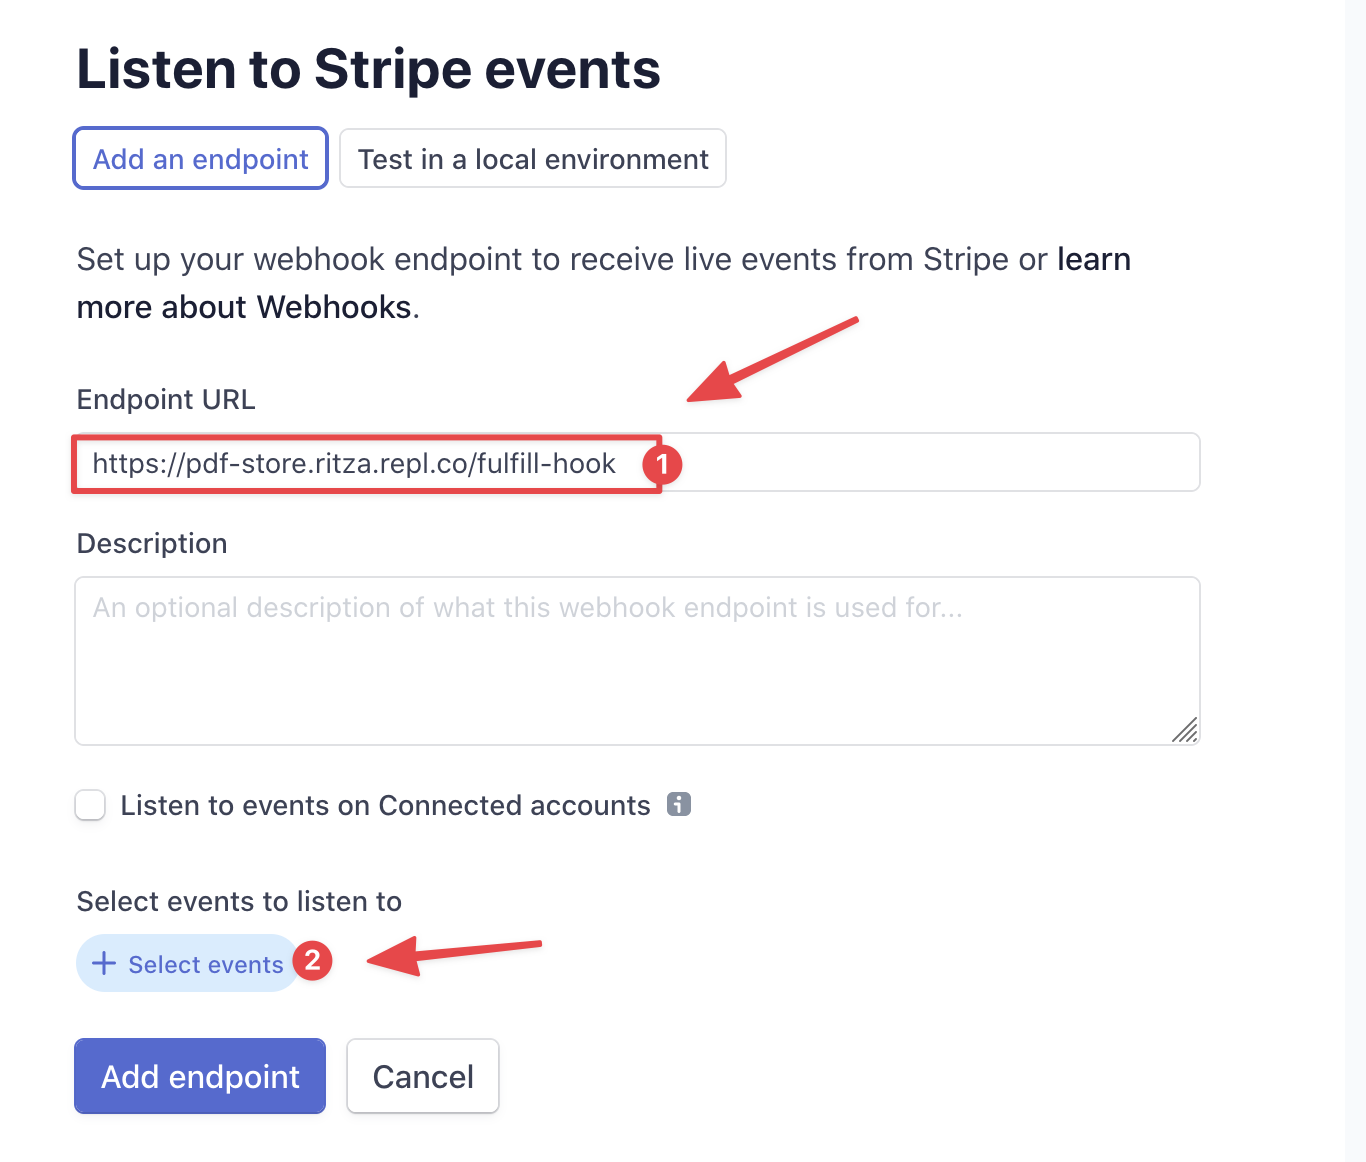 Listen to Stripe events
Add an endpoint
Test in a local environment
Set up your webhook endpoint to receive live events from Stripe or learn
more about Webhooks.
Endpoint URL
https://pdf-store.ritza.repl.co/fulfill-hook
1
Description
An optional description of what this webhook endpoint is used for...
Listen to events on Connected accounts
i
Select events to listen to
+ Select events
2
Add endpoint
Cancel